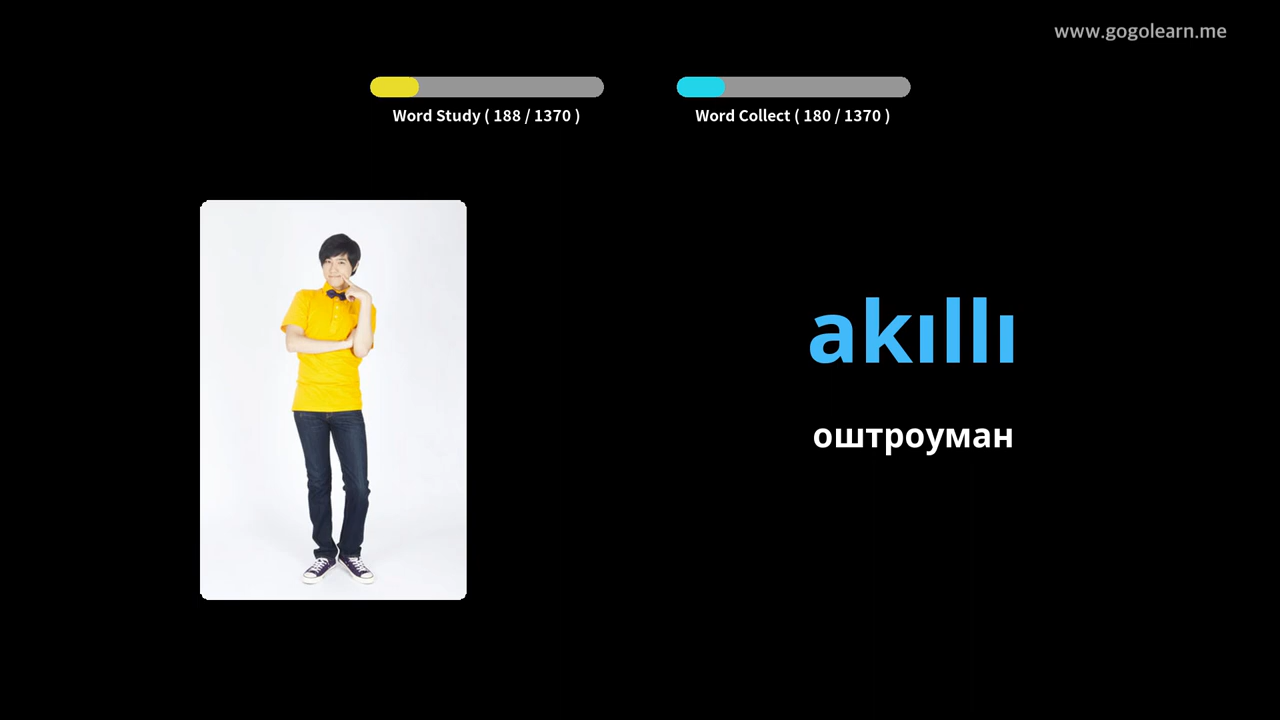 www.gogolearn.me
Word Study ( 188 / 1370 )
Word Collect ( 180 / 1370 )
akıllı
оштроуман